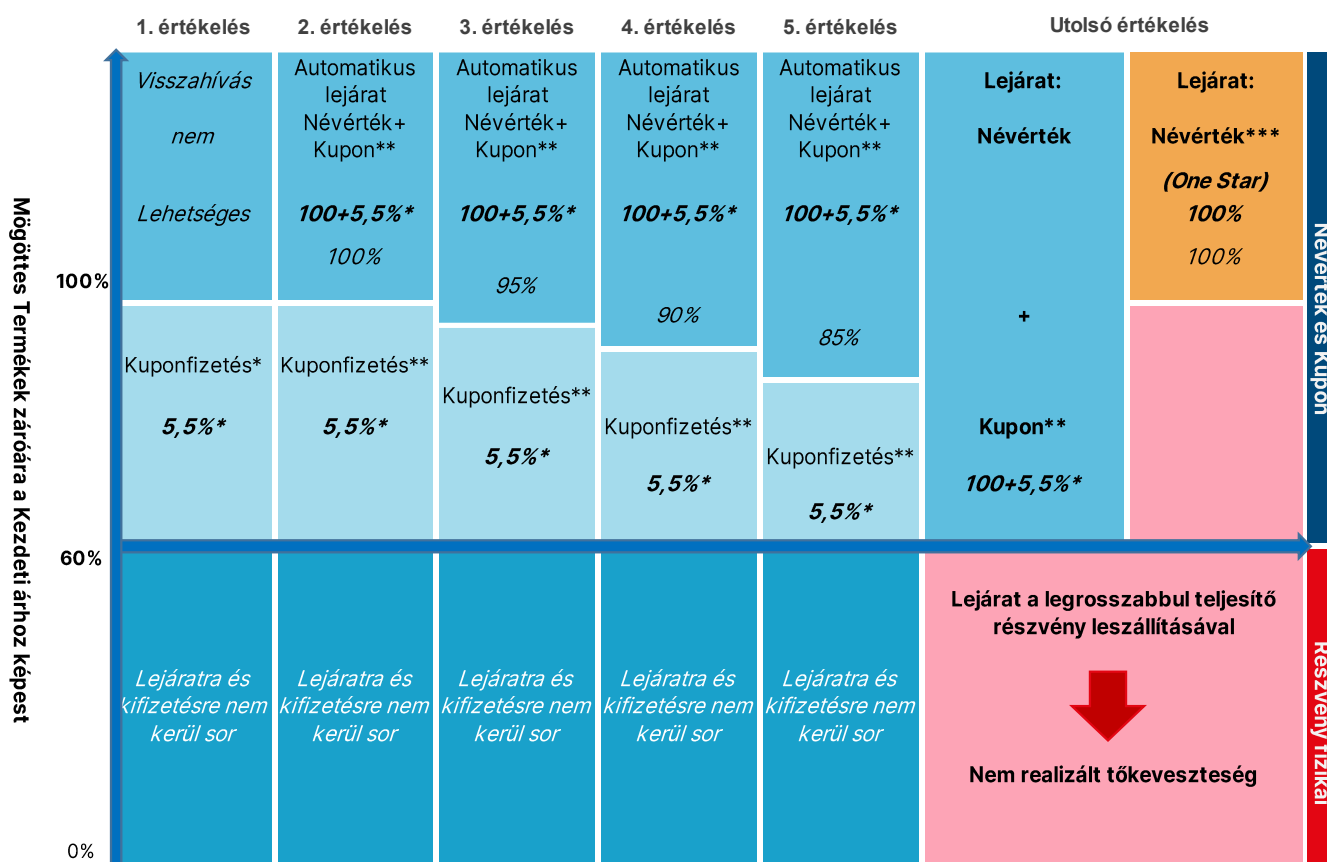 1. értékelés
2. értékelés
3. értékelés
4. értékelés
5. értékelés
Utolsó értékelés
Mögöttes Termékek záróára a Kezdeti árhoz képest
100%
60%
0%
Visszahívás
nem
Lehetséges
Kuponfizetés*
5,5%*
Lejáratra és
kifizetésre nem
kerül sor
Automatikus
lejárat
Névérték+
Kupon**
100+5,5%*
100%
Kuponfizetés**
5,5%*
Lejáratra és
kifizetésre nem
kerül sor
Automatikus
lejárat
Névérték+
Kupon**
100+5,5%*
95%
Kuponfizetés**
5,5%*
Lejáratra és
kifizetésre nem
kerül sor
Automatikus
lejárat
Névérték+
Kupon**
100+5,5%*
90%
Kuponfizetés**
5,5%*
Lejáratra és
kifizetésre nem
kerül sor
Automatikus
lejárat
Névérték+
Kupon**
100+5,5%*
85%
Kuponfizetés**
5,5%*
Lejáratra és
kifizetésre nem
kerül sor
Lejárat:
Névérték
+
Kupon**
100+5,5%*
Lejárat:
Névérték***
(One Star)
100%
100%
Lejárat a legrosszabbul teljesítő
részvény leszállításával
Nem realizált tőkeveszteség
Névérték és Kupon
Részvény fizikai